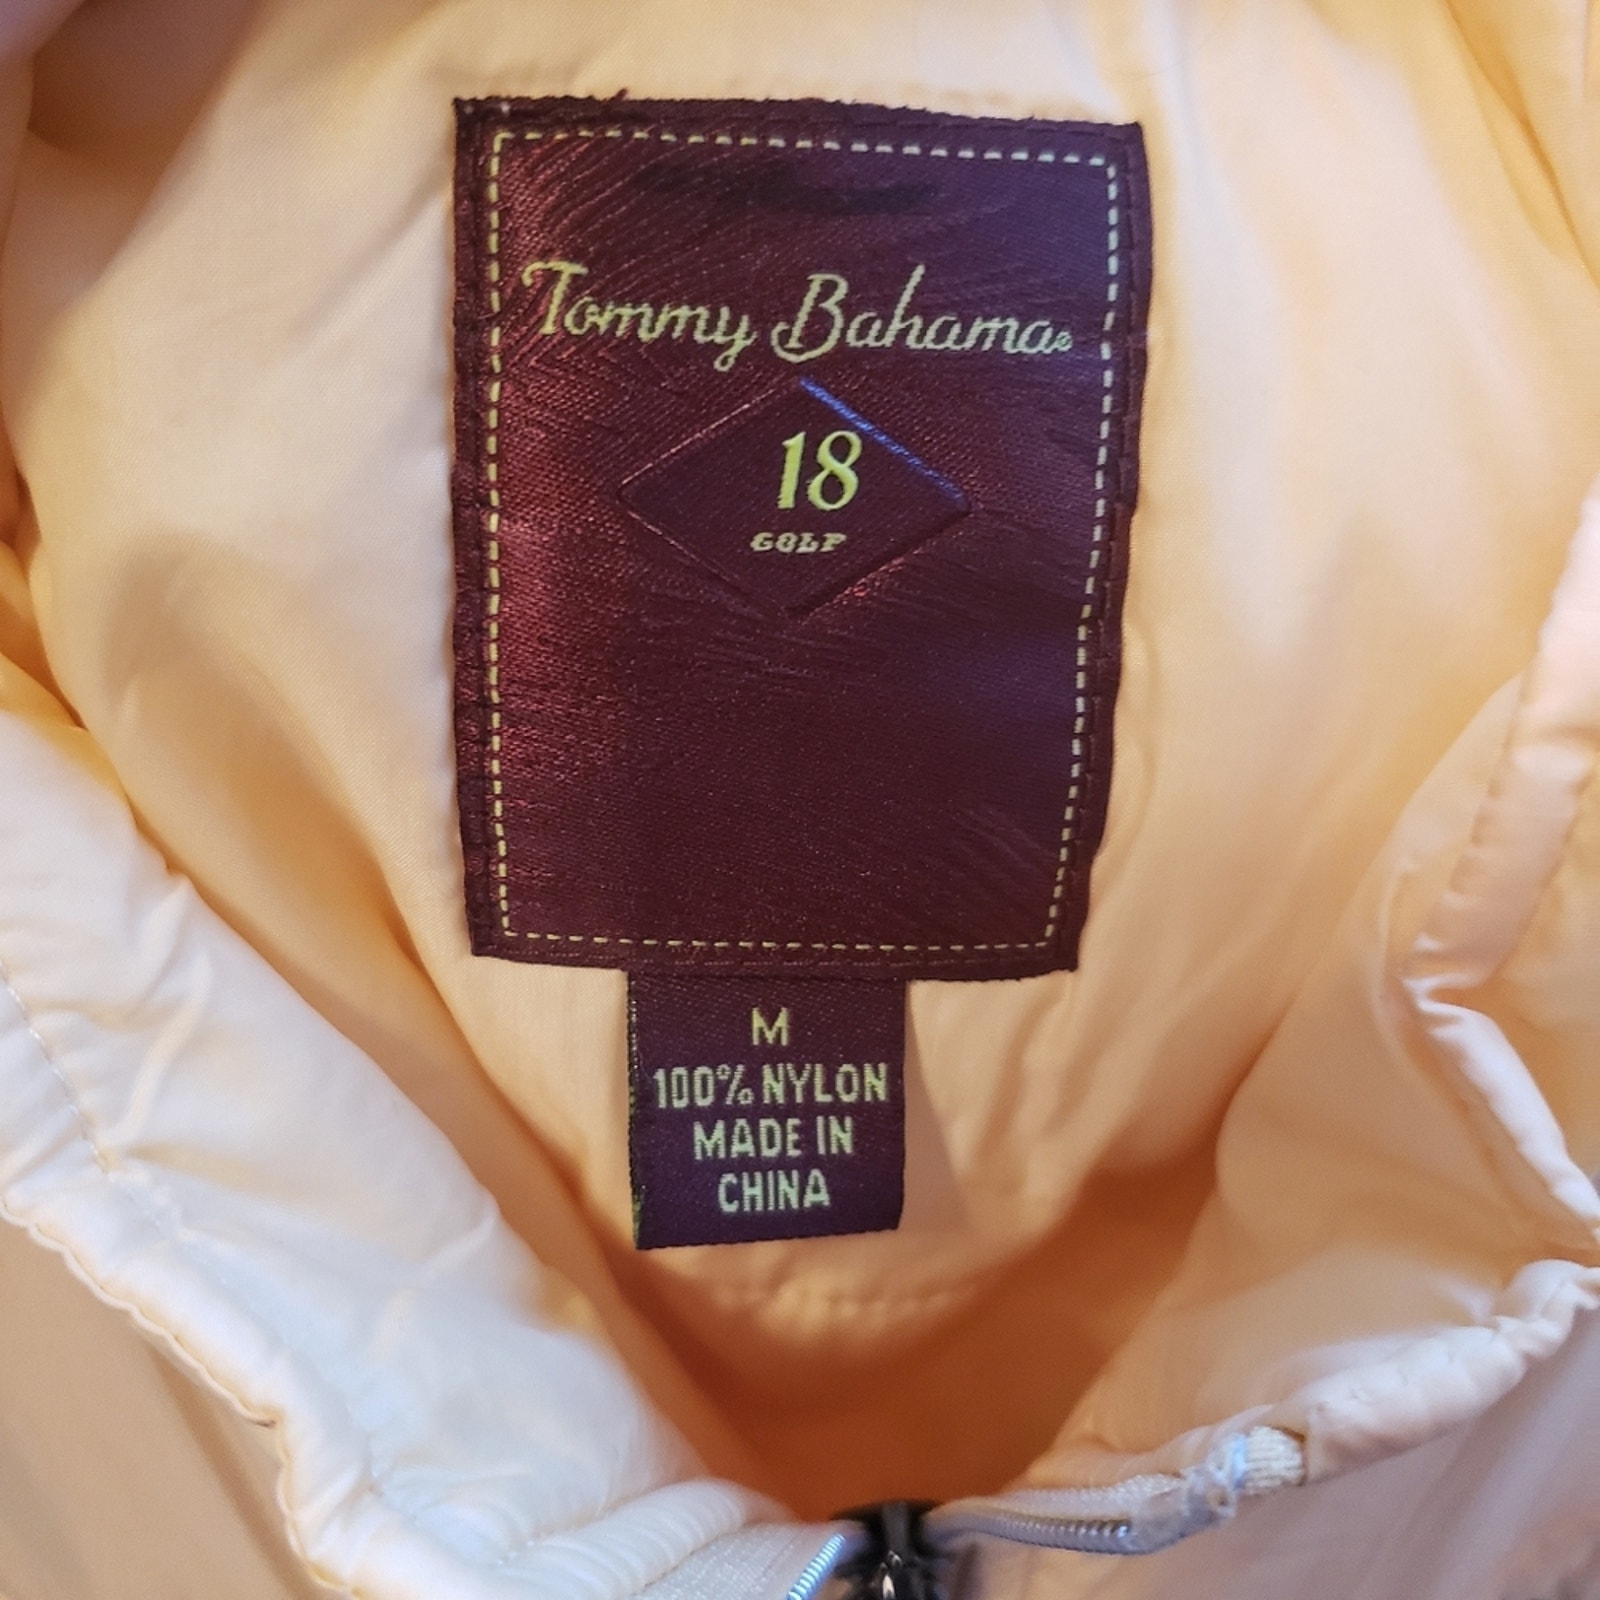 Tommy Bahama®
18
GOLF
M
100% NYLON
MADE IN
CHINA